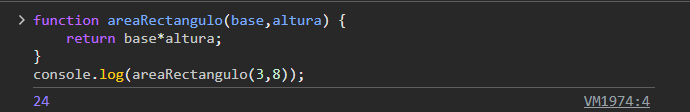 function areaRectangulo(base,altura) {
    return base*altura;
}
console.log(areaRectangulo(3,8));
24 VM1974:4